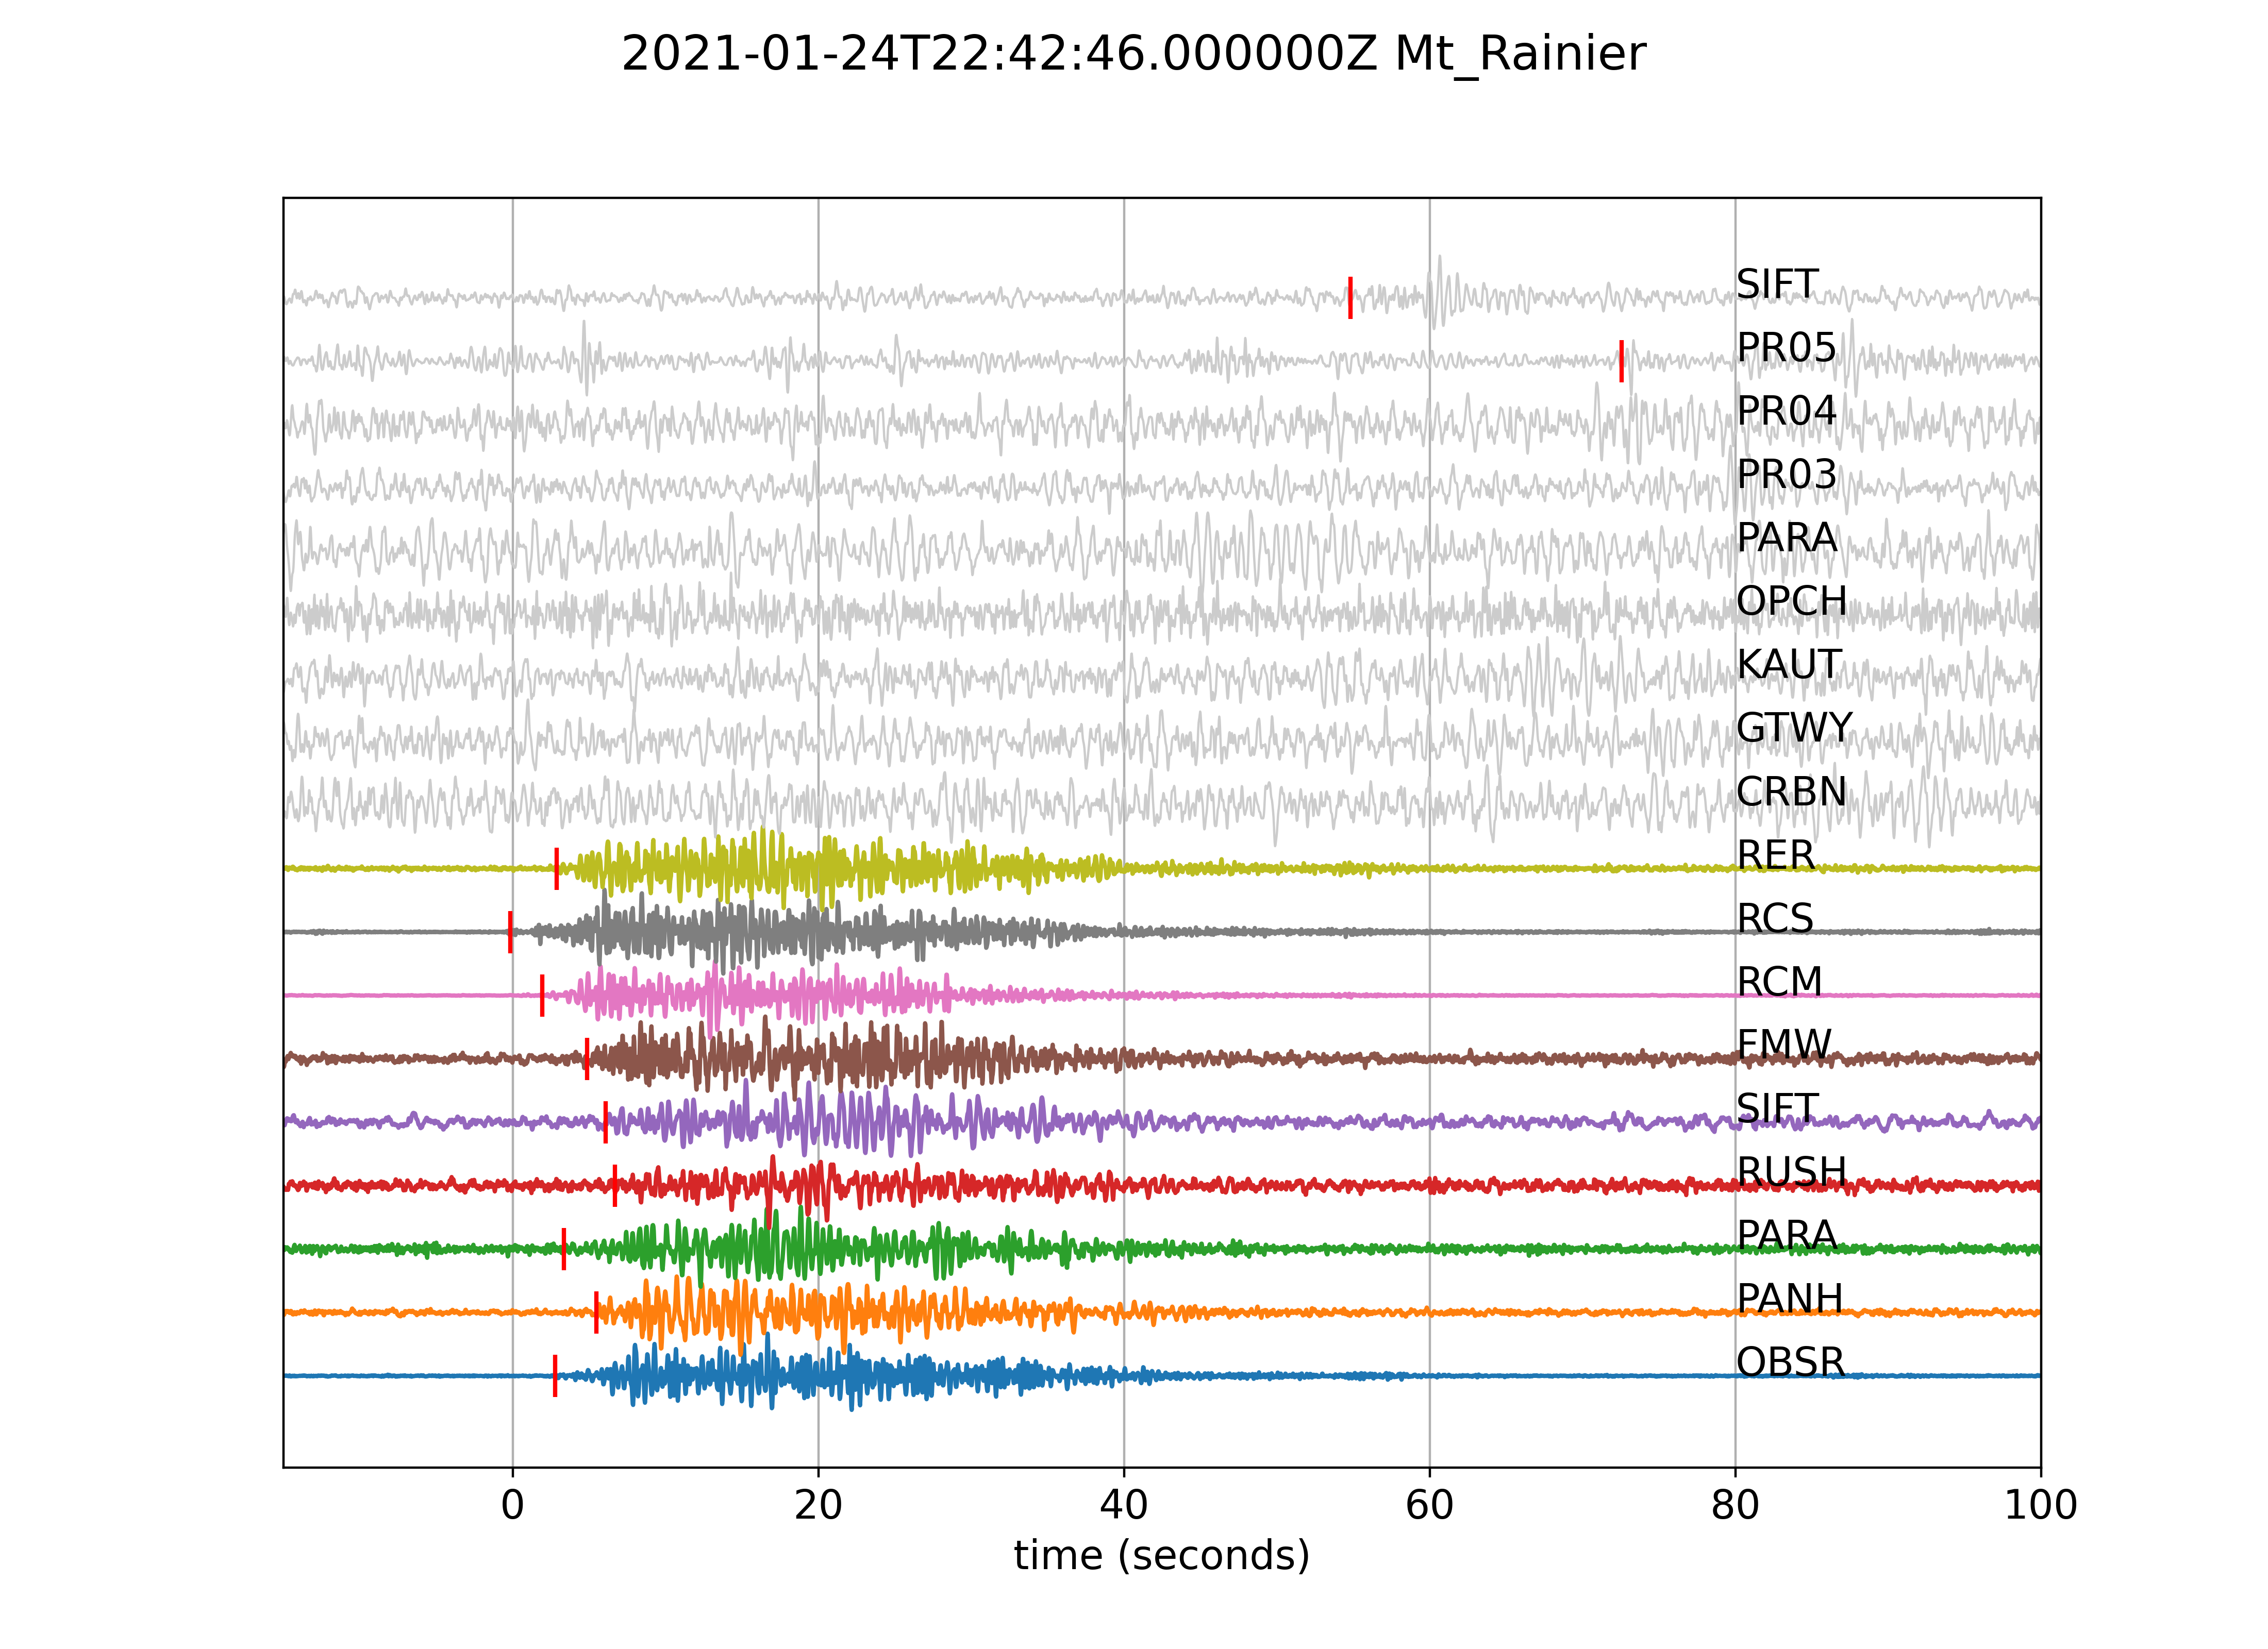 2021-01-24T22:42:46.000000Z Mt_Rainier
SIFT
PR05
PR04
PR03
PARA
OPCH
KAUT
GTWY
CRBN
RER
RCS
RCM
FMW
SIFT
RUSH
PARA
PANH
OBSR
0 20 40 60 80 100
time (seconds)